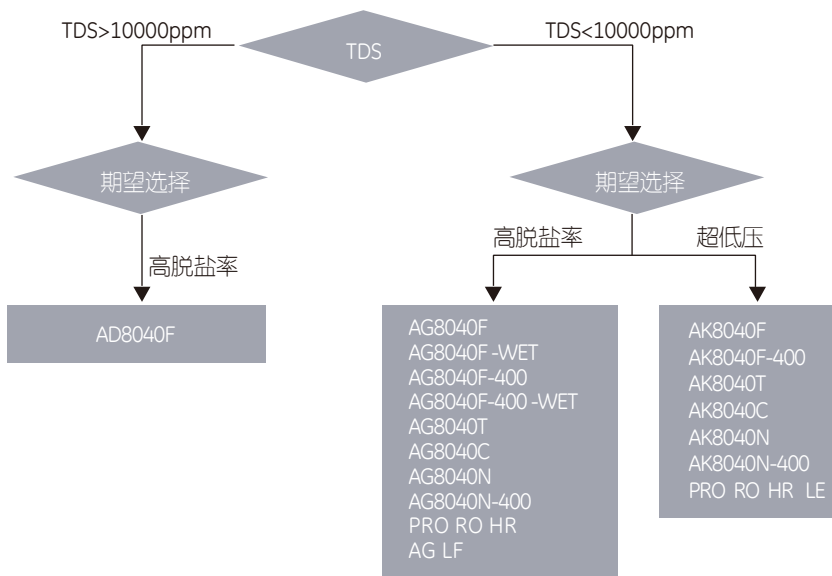 TDS>10000ppm
TDS
TDS<10000ppm
期望选择
期望选择
高脱盐率
高脱盐率
超低压
AD8040F
AG8040F
AG8040F-WET
AG8040F-400
AG8040F-400-WET
AG8040T
AG8040C
AG8040N
AG8040N-400
PRO RO HR
AG LF
AK8040F
AK8040F-400
AK8040T
AK8040C
AK8040N
AK8040N-400
PRO RO HR LE